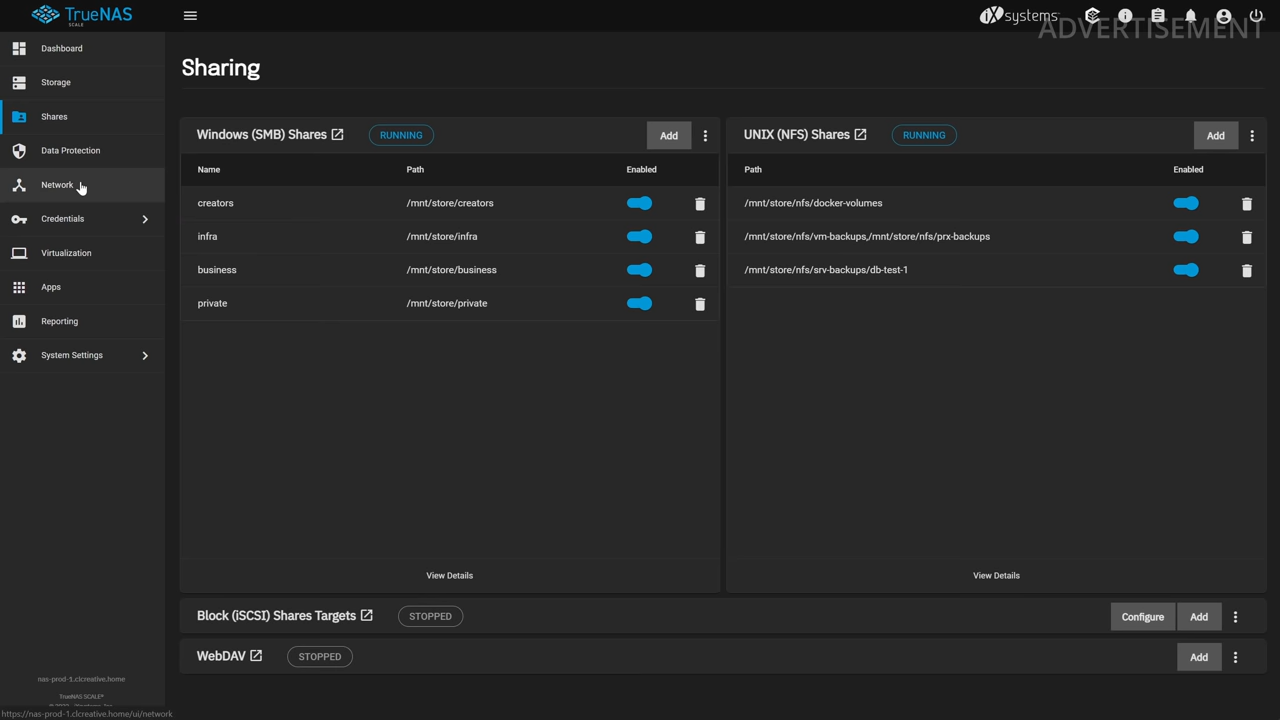 TrueNAS
SCALE
iXsystems
ADVERTISEMENT
Dashboard
Storage
Shares
Data Protection
Network
Credentials
Virtualization
Apps
Reporting
System Settings
nas-prod-1.clcreative.home
TrueNAS SCALE®
https://nas-prod-1.clcreative.home/ui/network
Sharing
Windows (SMB) Shares RUNNING Add
Name Path Enabled
creators /mnt/store/creators
infra /mnt/store/infra
business /mnt/store/business
private /mnt/store/private
View Details
UNIX (NFS) Shares RUNNING Add
Path Enabled
/mnt/store/nfs/docker-volumes
/mnt/store/nfs/vm-backups,/mnt/store/nfs/prx-backups
/mnt/store/nfs/srv-backups/db-test-1
View Details
Block (iSCSI) Shares Targets STOPPED Configure Add
WebDAV STOPPED Add